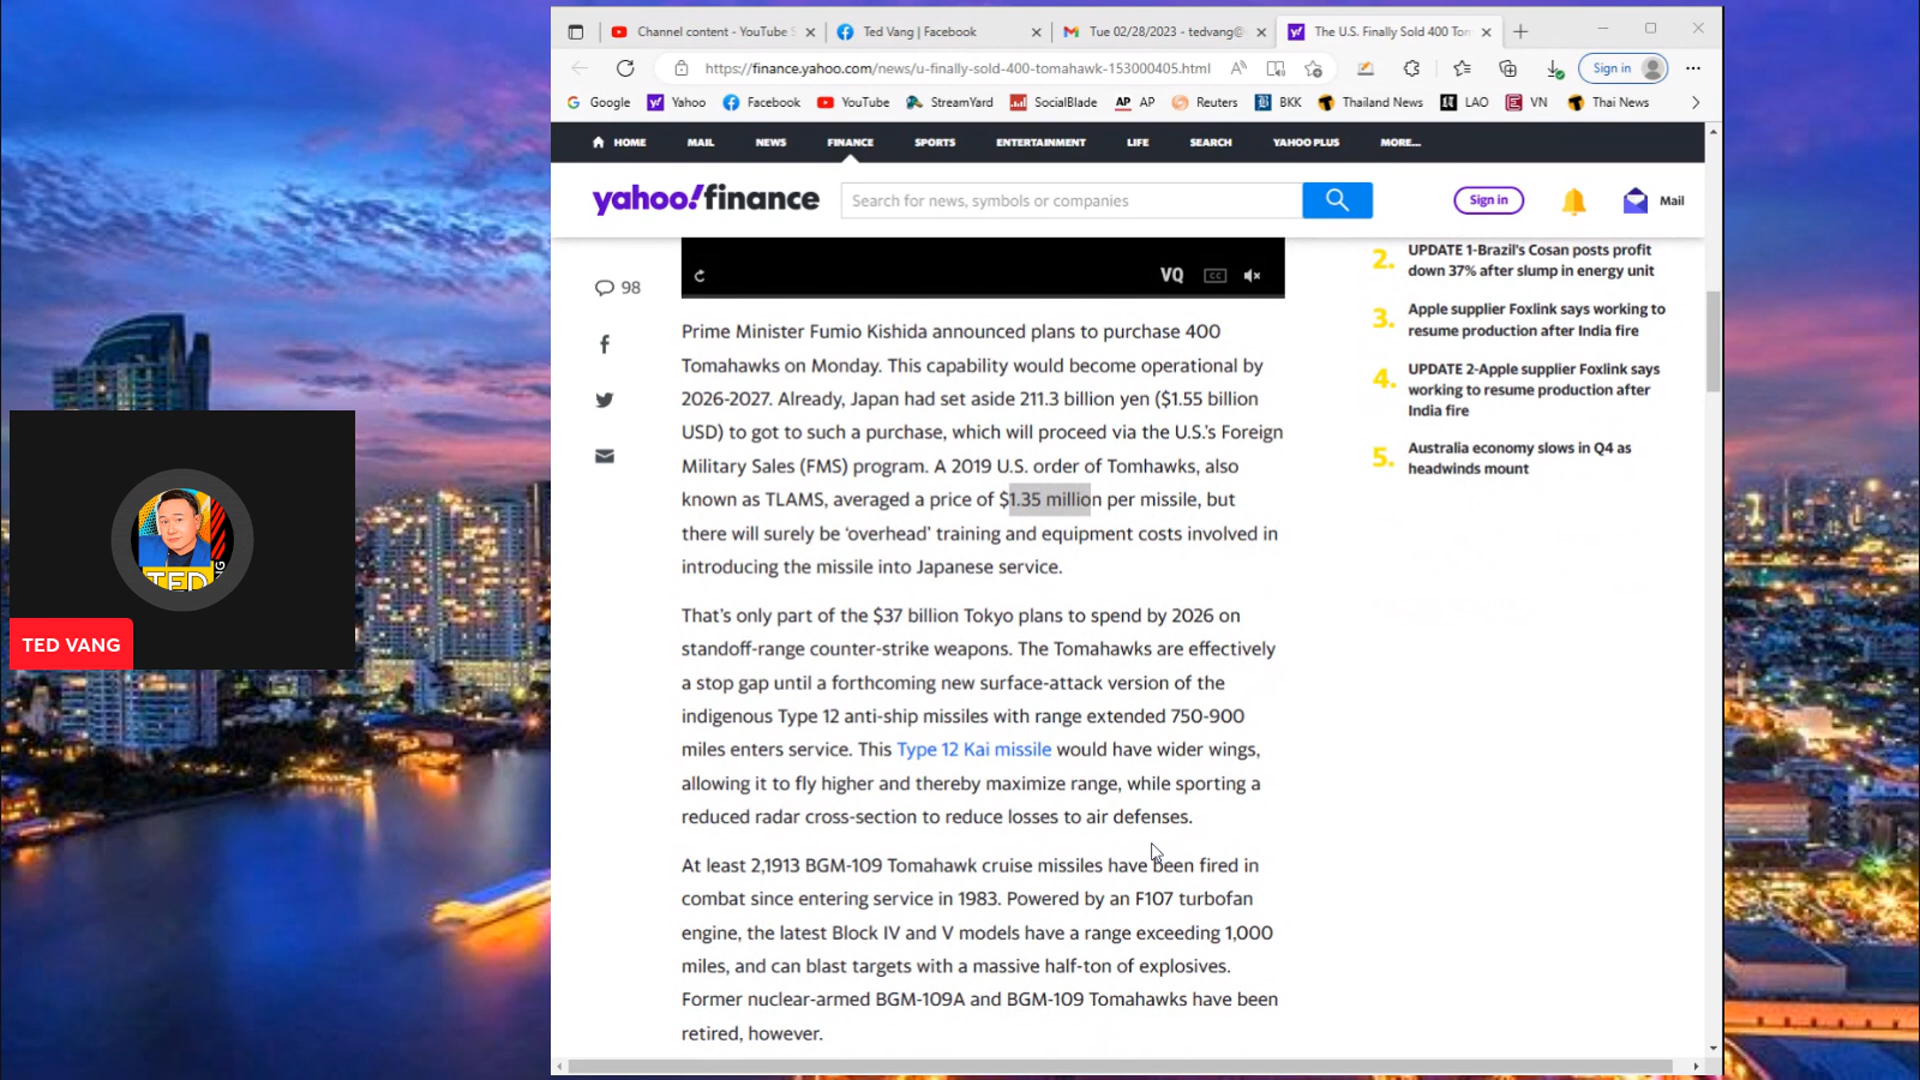 Channel content - YouTube S
Ted Vang | Facebook
Tue 02/28/2023 - tedvang@
The U.S. Finally Sold 400 Tom
https://finance.yahoo.com/news/u-finally-sold-400-tomahawk-153000405.html
Sign in
Google Yahoo Facebook YouTube StreamYard SocialBlade AP AP Reuters BKK Thailand News LAO VN Thai News
HOME MAIL NEWS FINANCE SPORTS ENTERTAINMENT LIFE SEARCH YAHOO PLUS MORE...
yahoo!finance
Search for news, symbols or companies
Sign in
Mail
VQ CC
98
Prime Minister Fumio Kishida announced plans to purchase 400
Tomahawks on Monday. This capability would become operational by
2026-2027. Already, Japan had set aside 211.3 billion yen ($1.55 billion
USD) to got to such a purchase, which will proceed via the U.S.'s Foreign
Military Sales (FMS) program. A 2019 U.S. order of Tomhawks, also
known as TLAMS, averaged a price of $1.35 million per missile, but
there will surely be ‘overhead’ training and equipment costs involved in
introducing the missile into Japanese service.
That's only part of the $37 billion Tokyo plans to spend by 2026 on
standoff-range counter-strike weapons. The Tomahawks are effectively
a stop gap until a forthcoming new surface-attack version of the
indigenous Type 12 anti-ship missiles with range extended 750-900
miles enters service. This Type 12 Kai missile would have wider wings,
allowing it to fly higher and thereby maximize range, while sporting a
reduced radar cross-section to reduce losses to air defenses.
At least 2,1913 BGM-109 Tomahawk cruise missiles have been fired in
combat since entering service in 1983. Powered by an F107 turbofan
engine, the latest Block IV and V models have a range exceeding 1,000
miles, and can blast targets with a massive half-ton of explosives.
Former nuclear-armed BGM-109A and BGM-109 Tomahawks have been
retired, however.
2. UPDATE 1-Brazil's Cosan posts profit
down 37% after slump in energy unit
3. Apple supplier Foxlink says working to
resume production after India fire
4. UPDATE 2-Apple supplier Foxlink says
working to resume production after
India fire
5. Australia economy slows in Q4 as
headwinds mount
TED
TED VANG